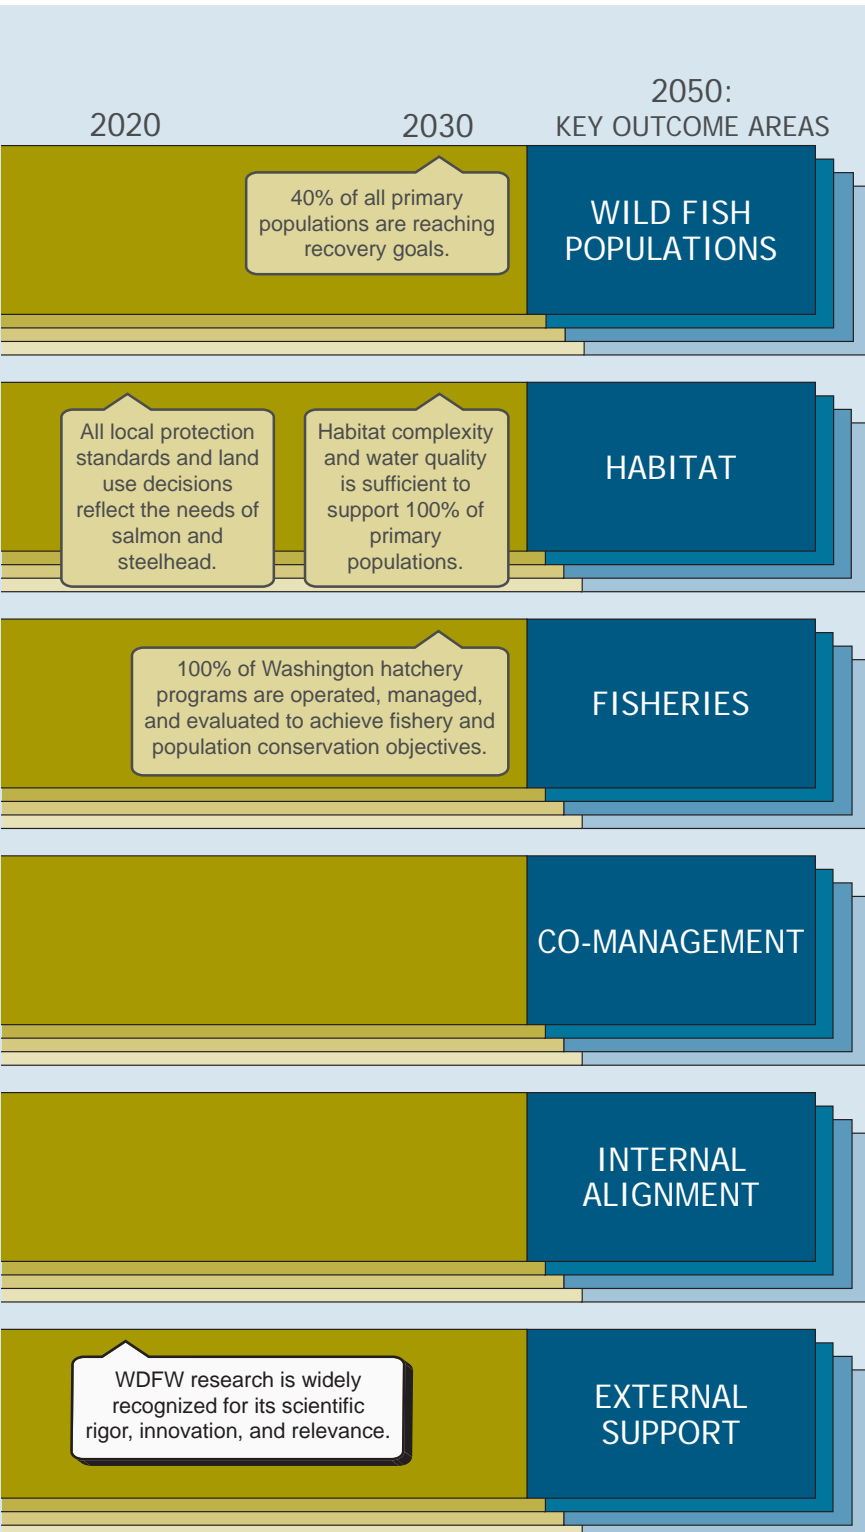 2020
2030
2050:
KEY OUTCOME AREAS
40% of all primary
populations are reaching
recovery goals.
WILD FISH
POPULATIONS
All local protection
standards and land
use decisions
reflect the needs of
salmon and
steelhead.
Habitat complexity
and water quality
is sufficient to
support 100% of
primary
populations.
HABITAT
100% of Washington hatchery
programs are operated, managed,
and evaluated to achieve fishery and
population conservation objectives.
FISHERIES
CO-MANAGEMENT
INTERNAL
ALIGNMENT
WDFW research is widely
recognized for its scientific
rigor, innovation, and relevance.
EXTERNAL
SUPPORT